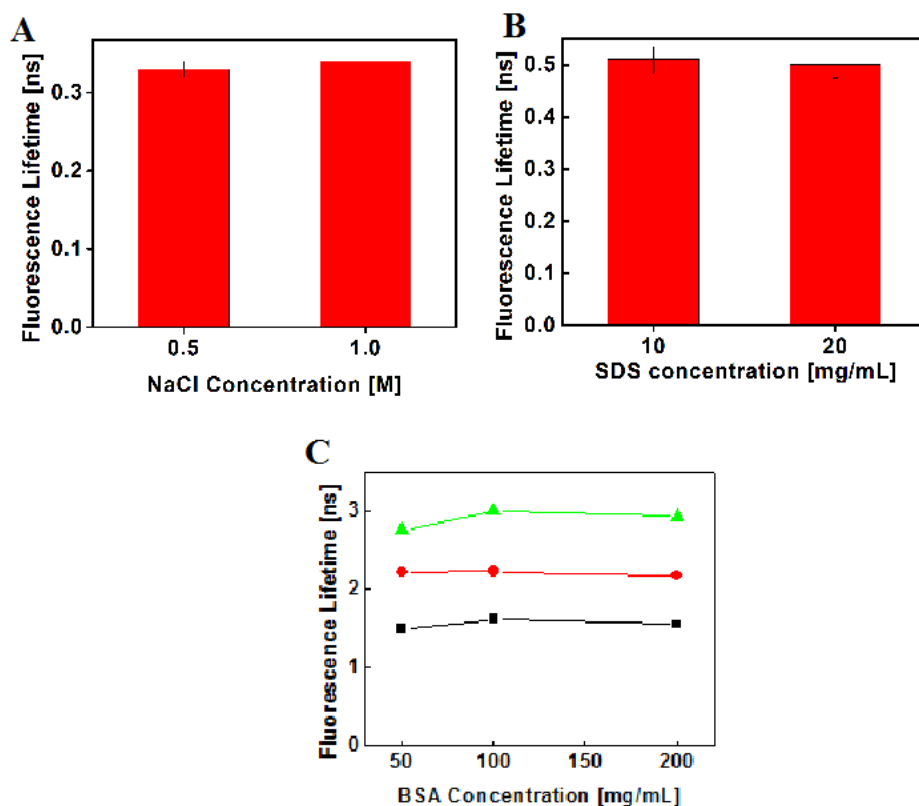 A
Fluorescence Lifetime [ns]
0.3
0.2
0.1
0.0
0.5
1.0
NaCl Concentration [M]
B
Fluorescence Lifetime [ns]
0.5
0.4
0.5
0.2
0.1
0.0
10
20
SDS concentration [mg/mL]
C
Fluorescence Lifetime [ns]
3
2
1
0
50
100
150
200
BSA Concentration [mg/mL]